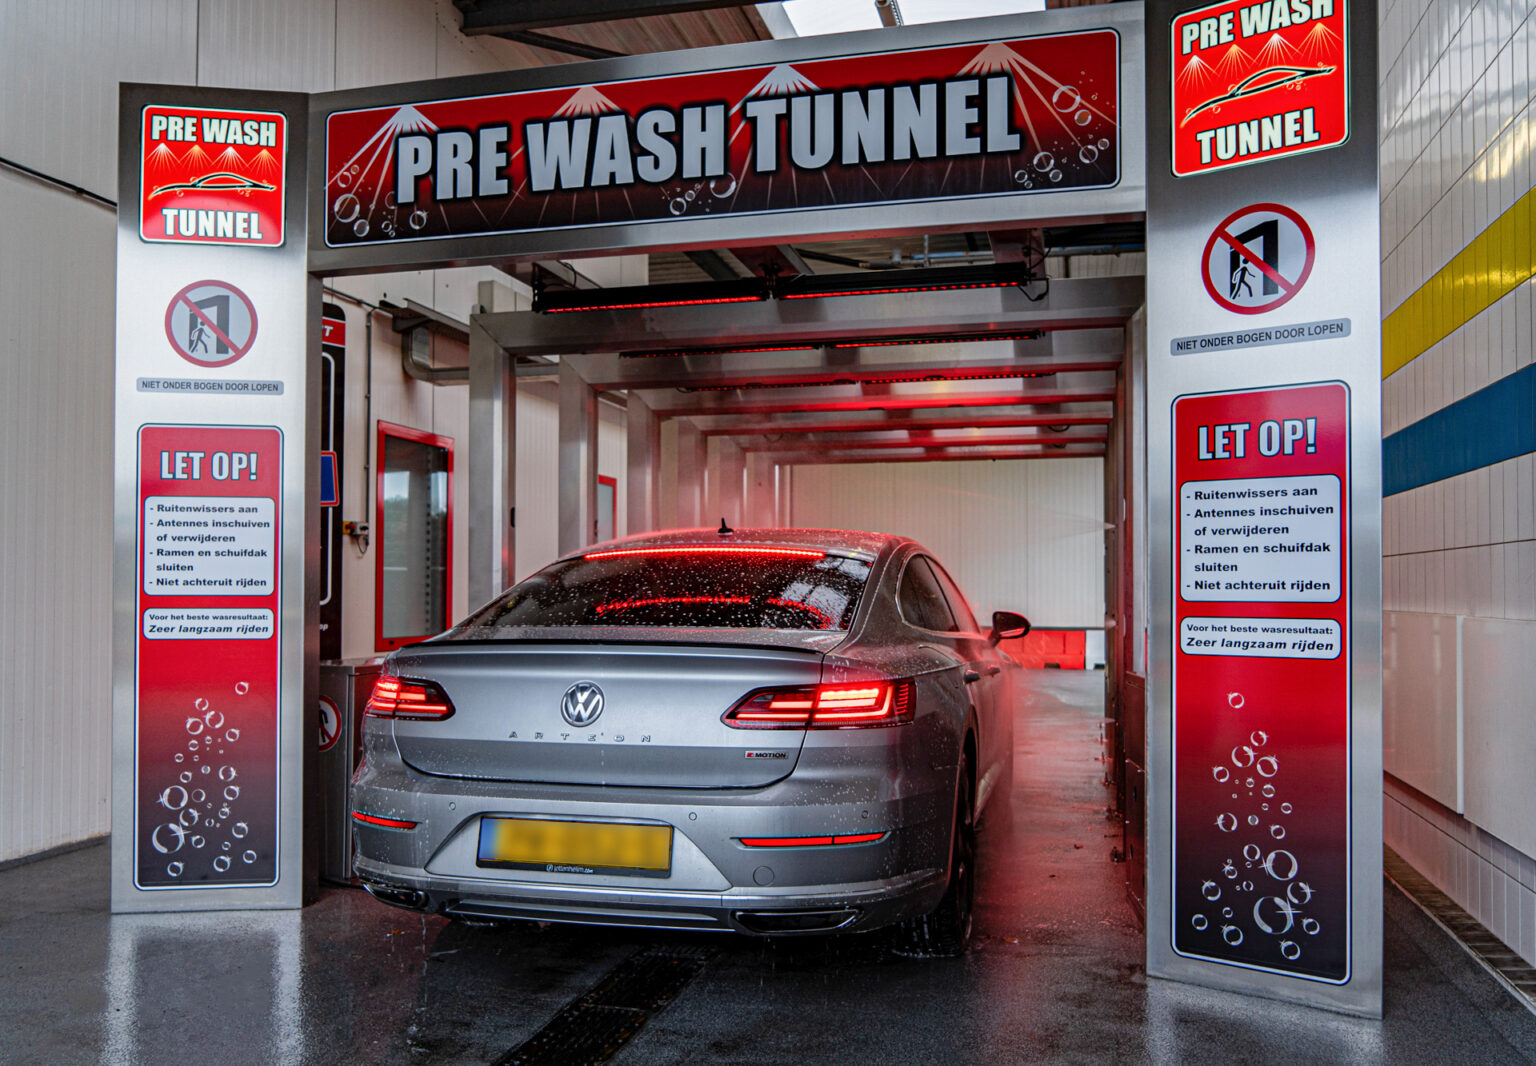 PRE WASH
TUNNEL
NIET ONDER BOGEN DOOR LOPEN
LET OP!
- Ruitenwissers aan
- Antennes inschuiven
of verwijderen
- Ramen en schuifdak
sluiten
- Niet achteruit rijden
Voor het beste wasresultaat:
Zeer langzaam rijden
PRE WASH TUNNEL
PRE WASH
TUNNEL
NIET ONDER BOGEN DOOR LOPEN
LET OP!
- Ruitenwissers aan
- Antennes inschuiven
of verwijderen
- Ramen en schuifdak
sluiten
- Niet achteruit rijden
Voor het beste wasresultaat:
Zeer langzaam rijden
ARTEON
4MOTION